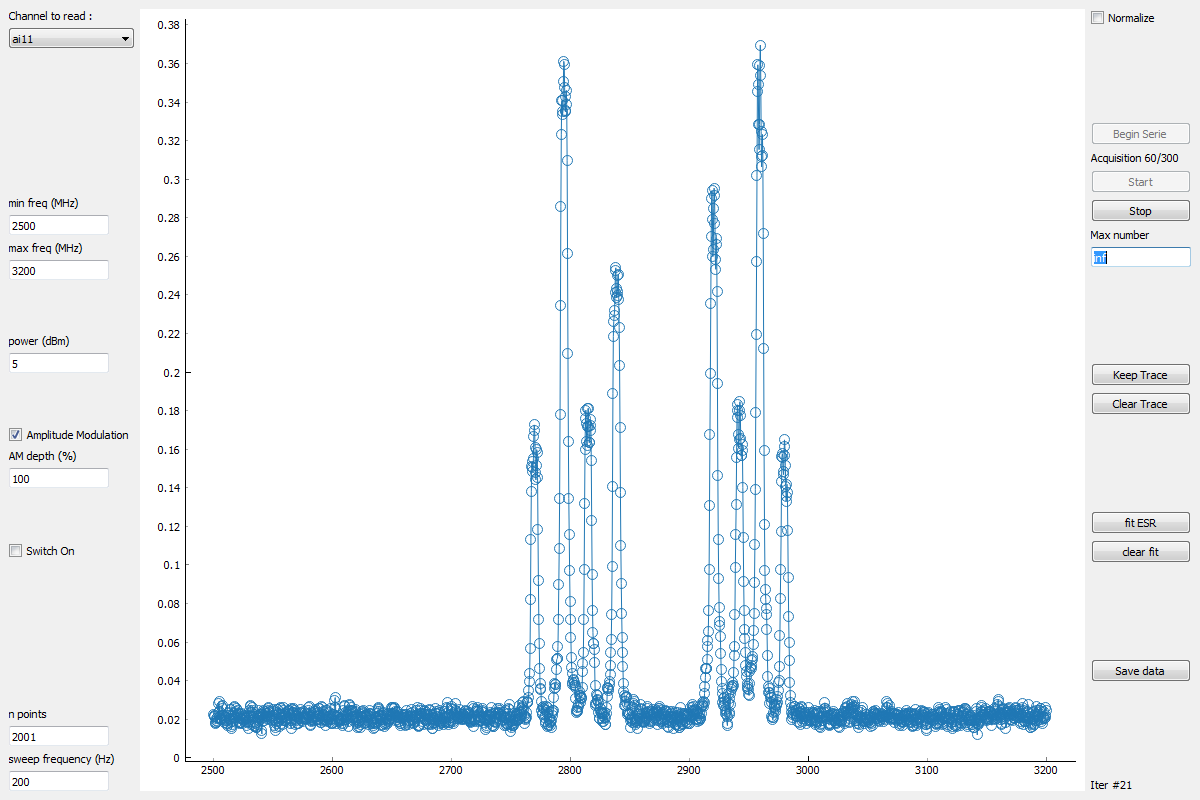 Channel to read :
ai11
min freq (MHz)
2500
max freq (MHz)
3200
power (dBm)
5
Amplitude Modulation
AM depth (%)
100
Switch On
n points
2001
sweep frequency (Hz)
200
0.38
0.36
0.34
0.32
0.3
0.28
0.26
0.24
0.22
0.2
0.18
0.16
0.14
0.12
0.1
0.08
0.06
0.04
0.02
0
2500 2600 2700 2800 2900 3000 3100 3200
Normalize
Begin Serie
Acquisition 60/300
Start
Stop
Max number
inf
Keep Trace
Clear Trace
fit ESR
clear fit
Save data
Iter #21